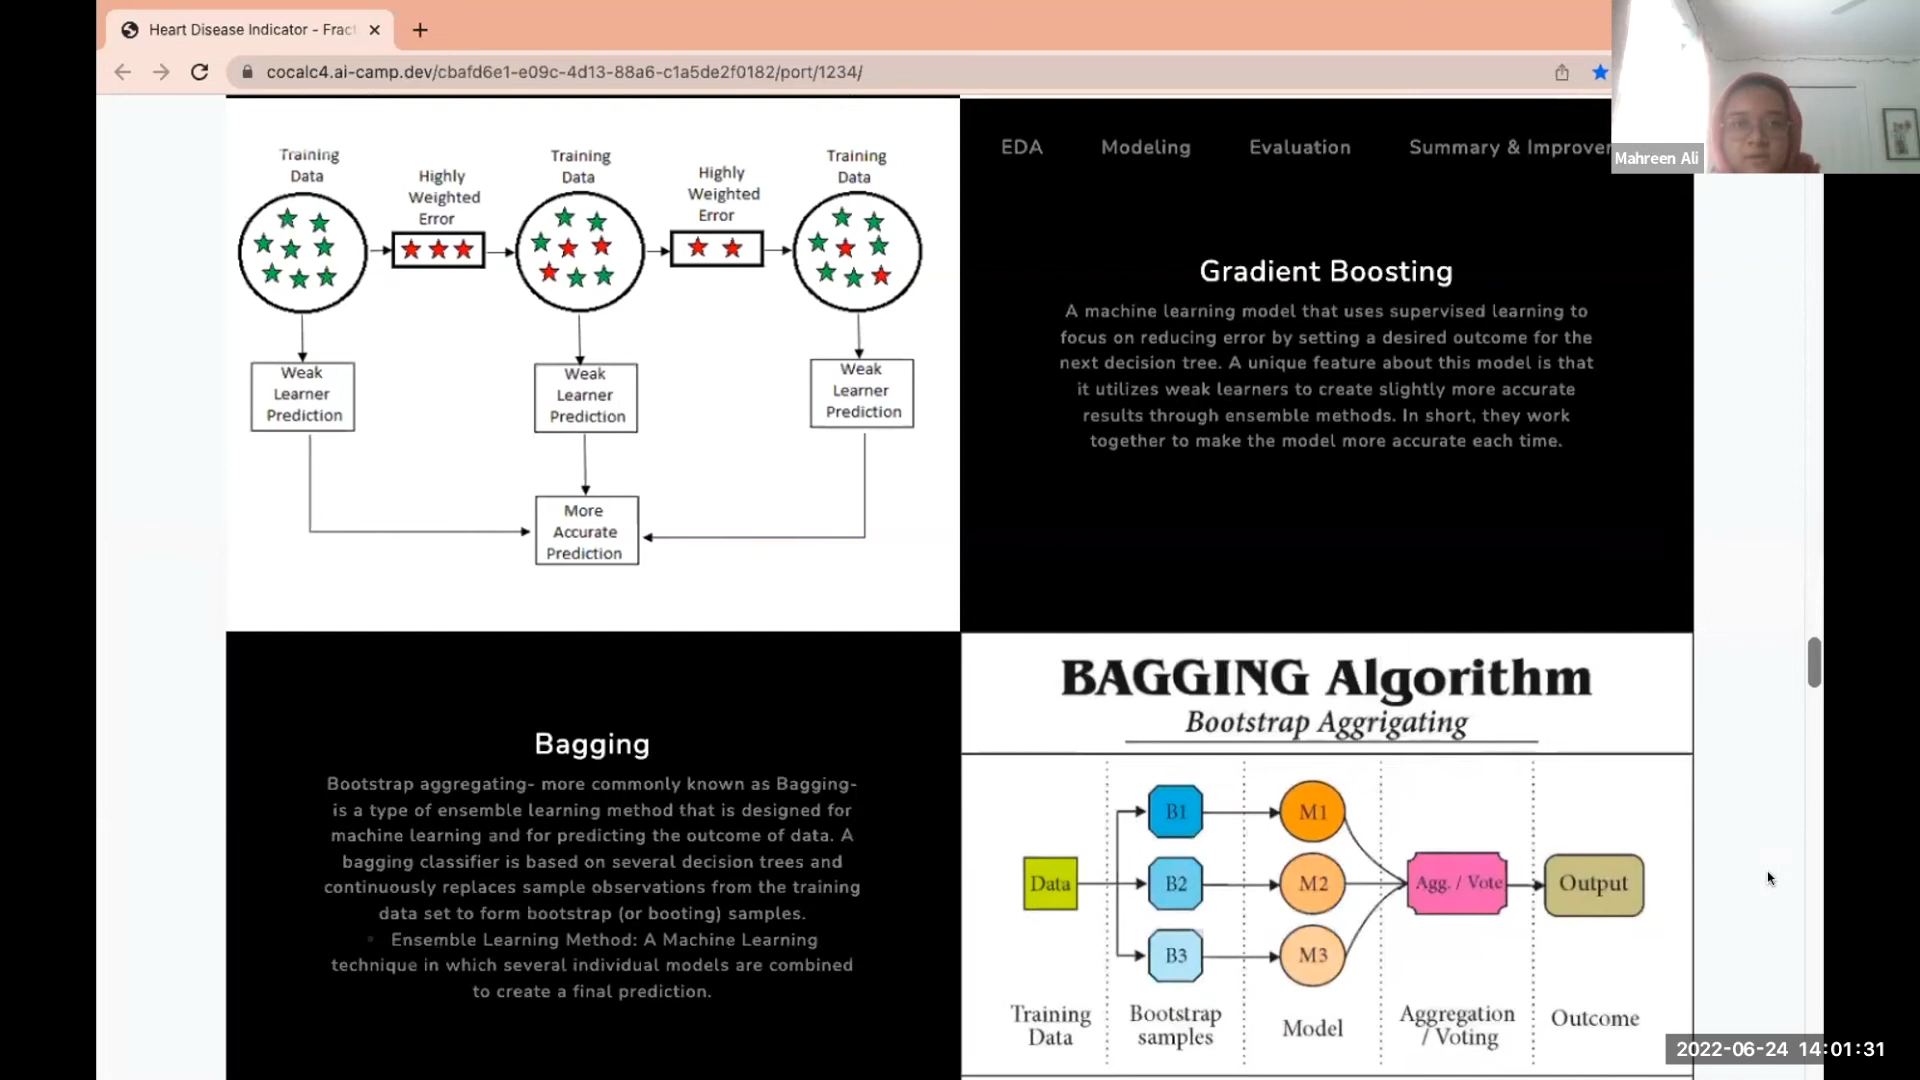 Heart Disease Indicator - Frac
cocalc4.ai-camp.dev/cbafd6e1-e09c-4d13-88a6-c1a5de2f0182/port/1234/
Mahreen Ali
EDA Modeling Evaluation Summary & Improve
Training
Data
Highly
Weighted
Error
Training
Data
Highly
Weighted
Error
Training
Data
Weak
Learner
Prediction
Weak
Learner
Prediction
Weak
Learner
Prediction
More
Accurate
Prediction
Gradient Boosting
A machine learning model that uses supervised learning to
focus on reducing error by setting a desired outcome for the
next decision tree. A unique feature about this model is that
it utilizes weak learners to create slightly more accurate
results through ensemble methods. In short, they work
together to make the model more accurate each time.
Bagging
Bootstrap aggregating- more commonly known as Bagging-
is a type of ensemble learning method that is designed for
machine learning and for predicting the outcome of data. A
bagging classifier is based on several decision trees and
continuously replaces sample observations from the training
data set to form bootstrap (or booting) samples.
Ensemble Learning Method: A Machine Learning
technique in which several individual models are combined
to create a final prediction.
BAGGING Algorithm
Bootstrap Aggrigating
B1 M1
Data B2 M2 Agg. / Vote Output
B3 M3
Training
Data
Bootstrap
samples
Model
Aggregation
/ Voting
Outcome
2022-06-24 14:01:31